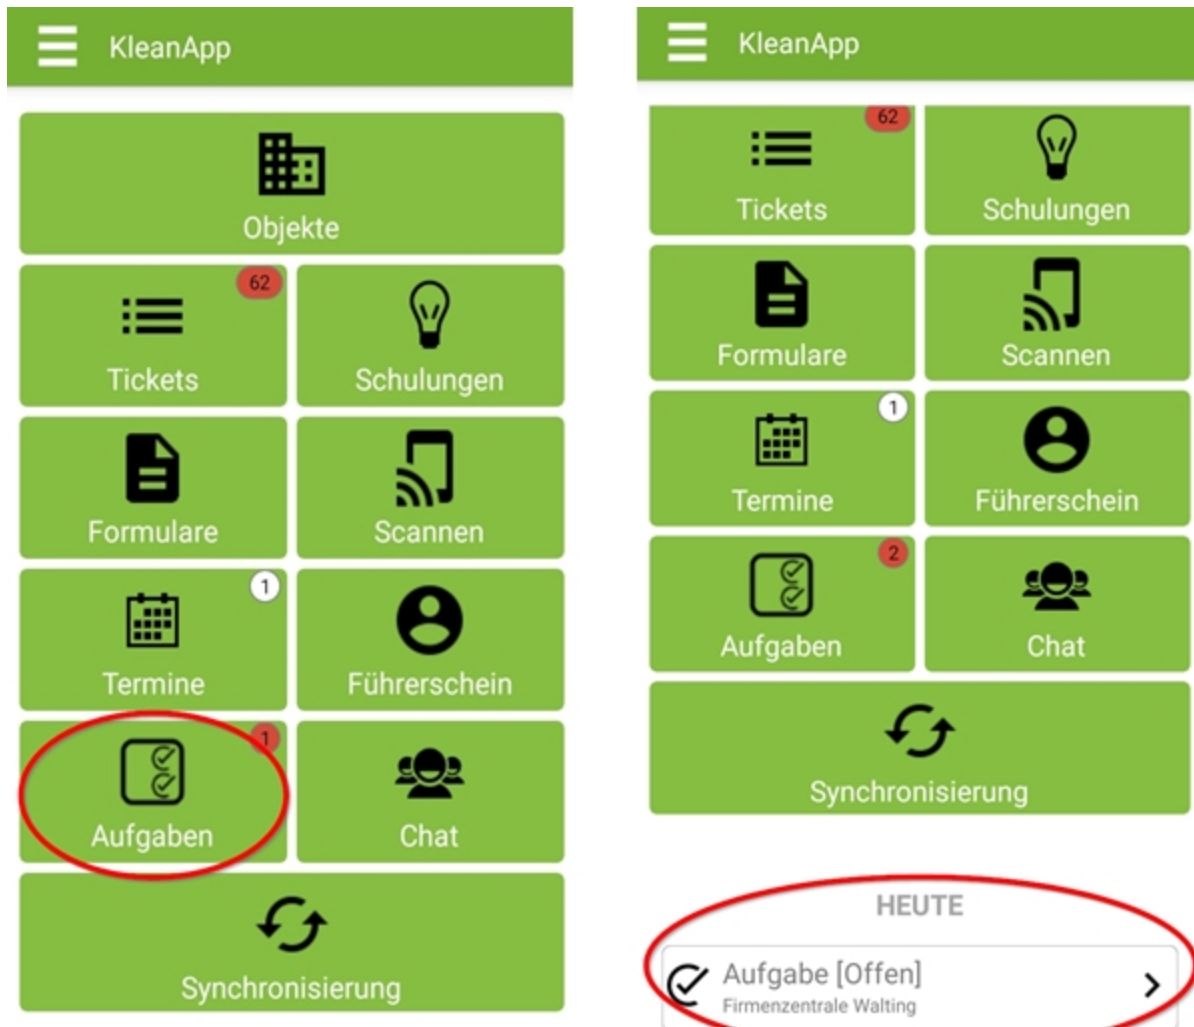 KleanApp
Objekte
62
Tickets
Schulungen
Formulare
Scannen
1
Termine
Führerschein
1
Aufgaben
Chat
Synchronisierung
KleanApp
62
Tickets
Schulungen
Formulare
Scannen
1
Termine
Führerschein
2
Aufgaben
Chat
Synchronisierung
HEUTE
Aufgabe [Offen]
Firmenzentrale Walting